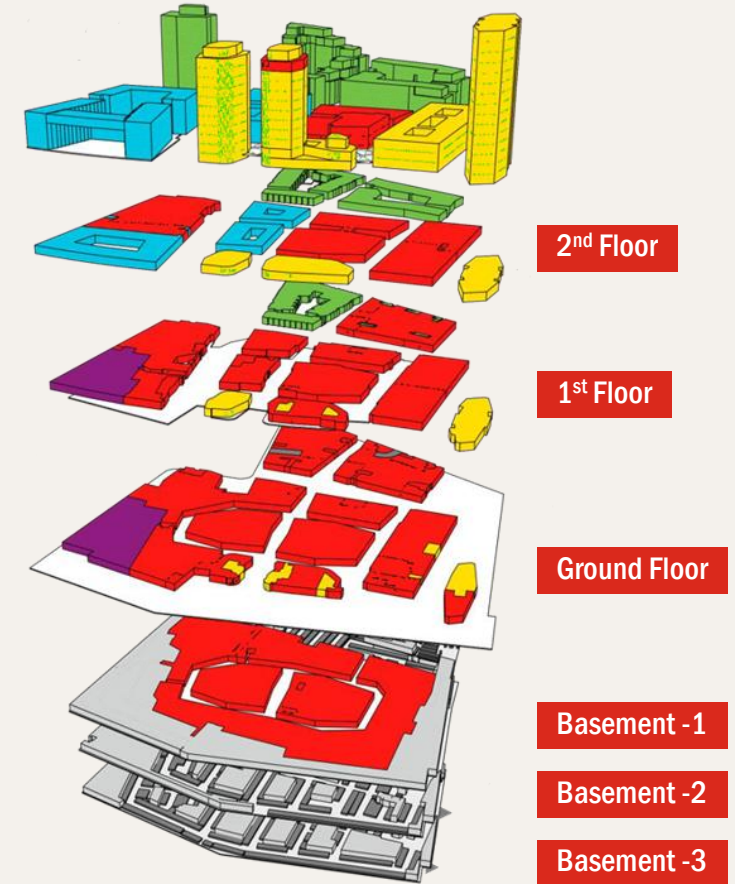 2nd Floor
1st Floor
Ground Floor
Basement -1
Basement -2
Basement -3